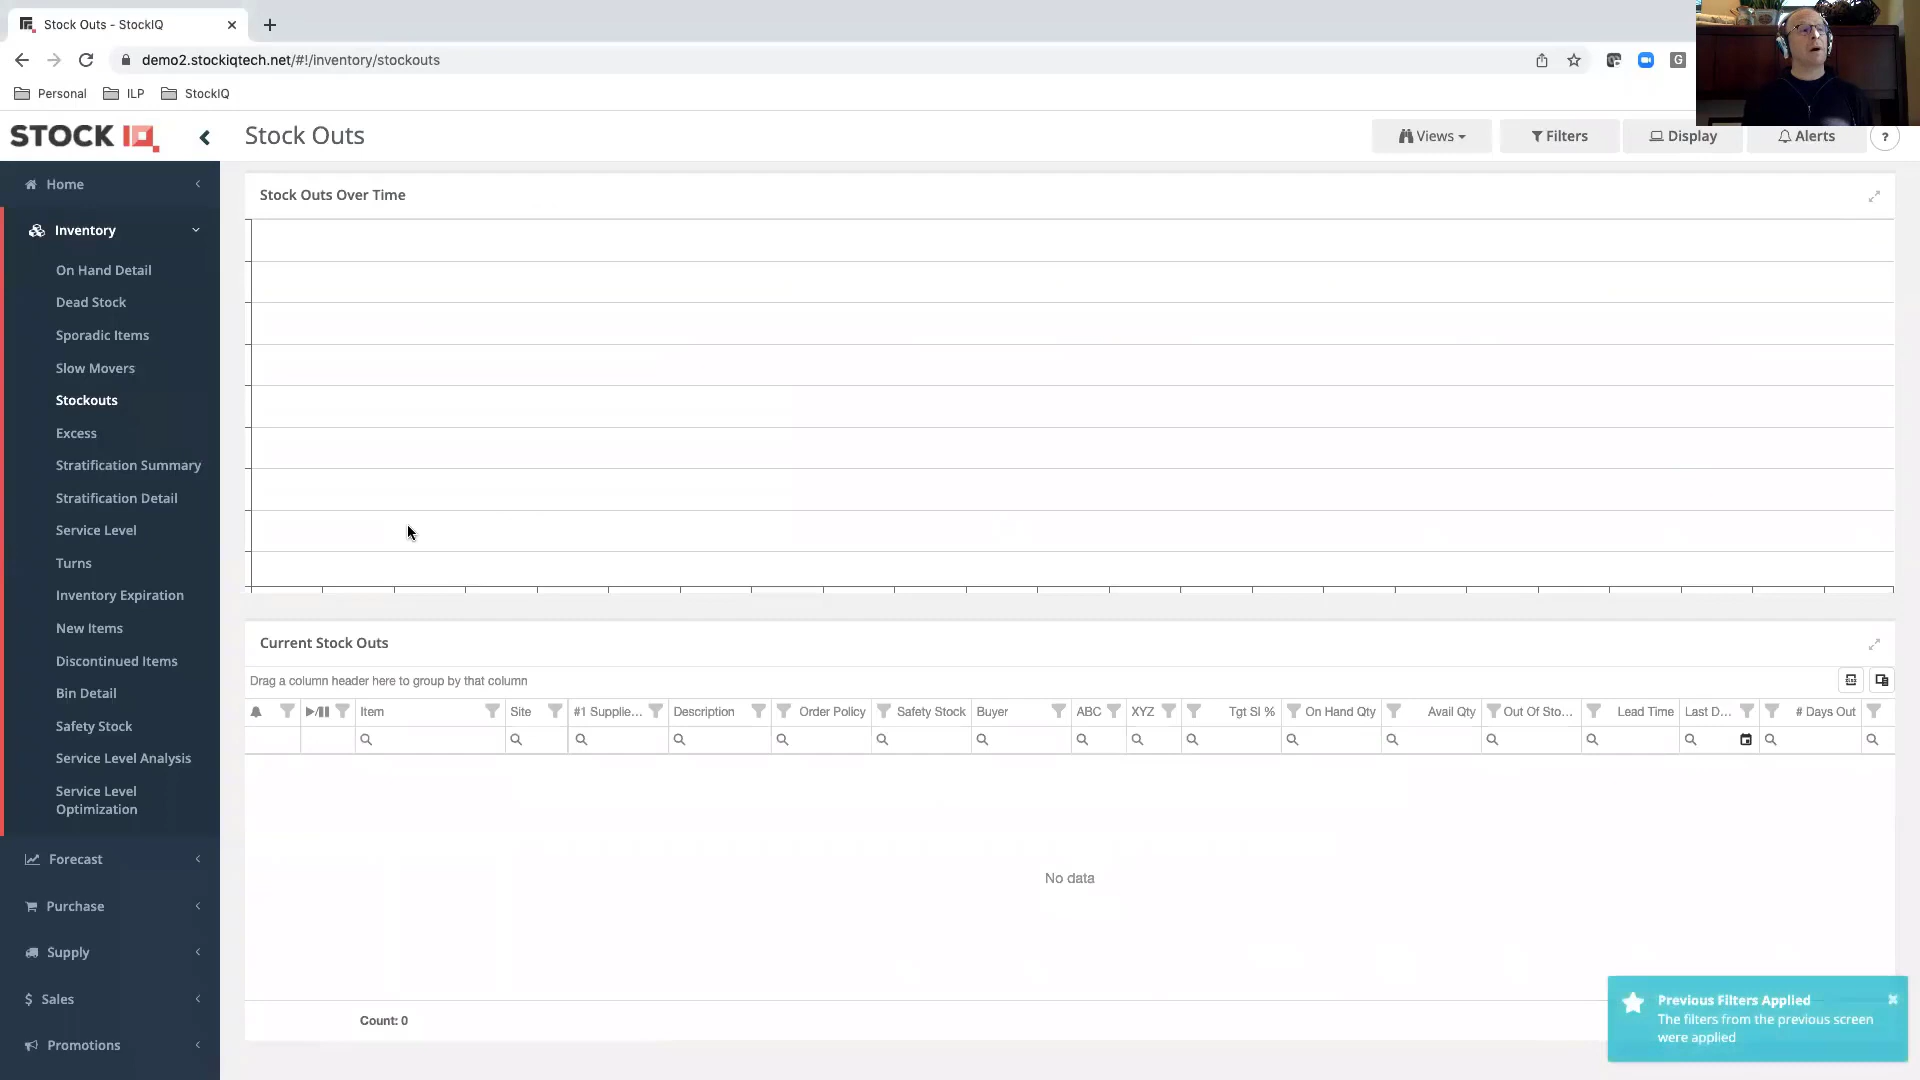 Stock Outs - StockIQ
demo2.stockiqtech.net/#!/inventory/stockouts
G
Personal
ILP
StockIQ
STOCK IQ
Stock Outs
Views
Filters
Display
Alerts
?
Home
Inventory
On Hand Detail
Dead Stock
Sporadic Items
Slow Movers
Stockouts
Excess
Stratification Summary
Stratification Detail
Service Level
Turns
Inventory Expiration
New Items
Discontinued Items
Bin Detail
Safety Stock
Service Level Analysis
Service Level
Optimization
Forecast
Purchase
Supply
$ Sales
Promotions
Stock Outs Over Time
Current Stock Outs
Drag a column header here to group by that column
Item
Site
#1 Supplie...
Description
Order Policy
Safety Stock
Buyer
ABC
XYZ
Tgt Sl %
On Hand Qty
Avail Qty
Out Of Sto...
Lead Time
Last D...
# Days Out
No data
Count: 0
Previous Filters Applied
The filters from the previous screen
were applied